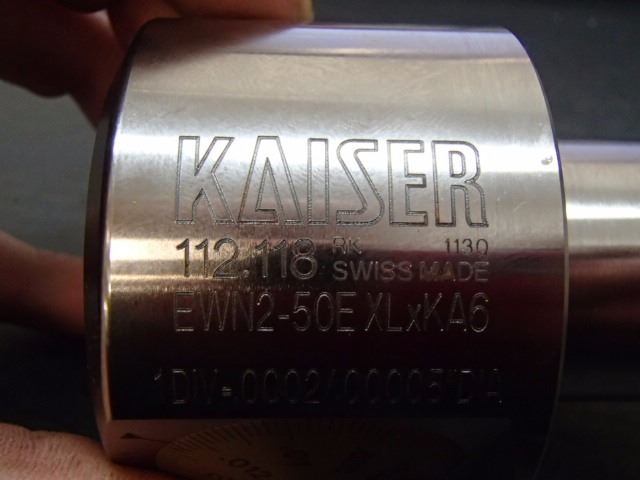 KAISER
112.118 RK 1130
SWISS MADE
EWN2-50E XLxKA6
1DIV=.0002/.00005"DIA